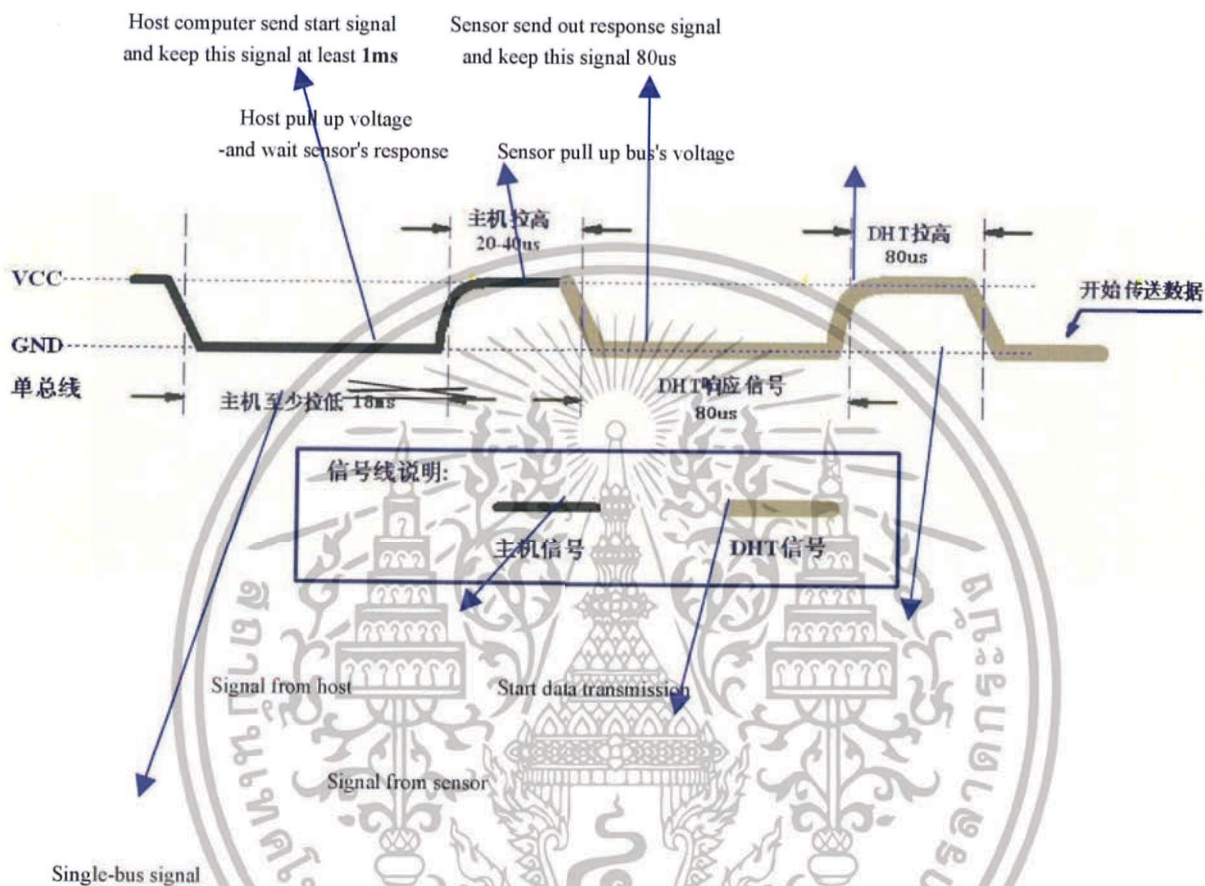 Host computer send start signal
and keep this signal at least 1ms
Sensor send out response signal
and keep this signal 80us
Host pull up voltage
-and wait sensor's response
Sensor pull up bus's voltage
主机拉高
20-40us
DHT拉高
80us
VCC
开始传送数据
GND
单总线
主机至少拉低 18ms
DHT响应信号
80us
信号线说明:
主机信号
DHT信号
Signal from host
Start data transmission
Signal from sensor
Single-bus signal